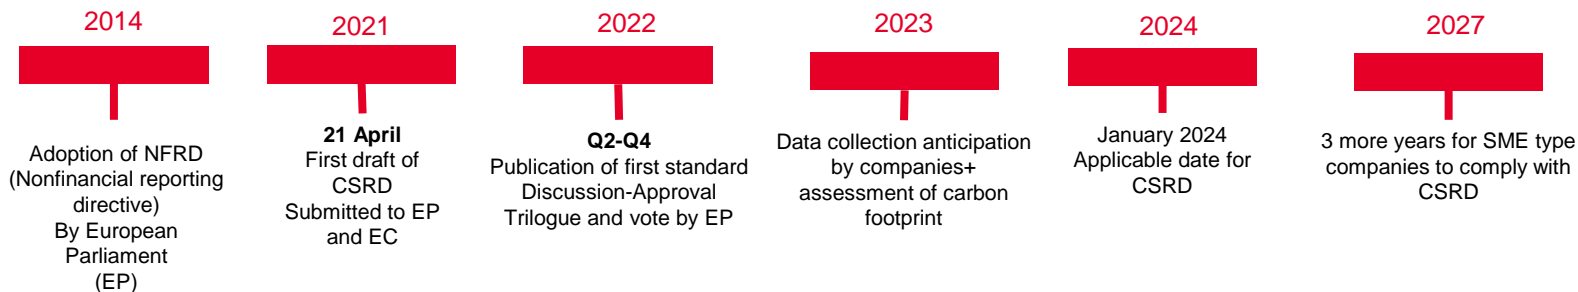 2014
Adoption of NFRD
(Nonfinancial reporting
directive)
By European
Parliament
(EP)
2021
21 April
First draft of
CSRD
Submitted to EP
and EC
2022
Q2-Q4
Publication of first standard
Discussion-Approval
Trilogue and vote by EP
2023
Data collection anticipation
by companies+
assessment of carbon
footprint
2024
January 2024
Applicable date for
CSRD
2027
3 more years for SME type
companies to comply with
CSRD